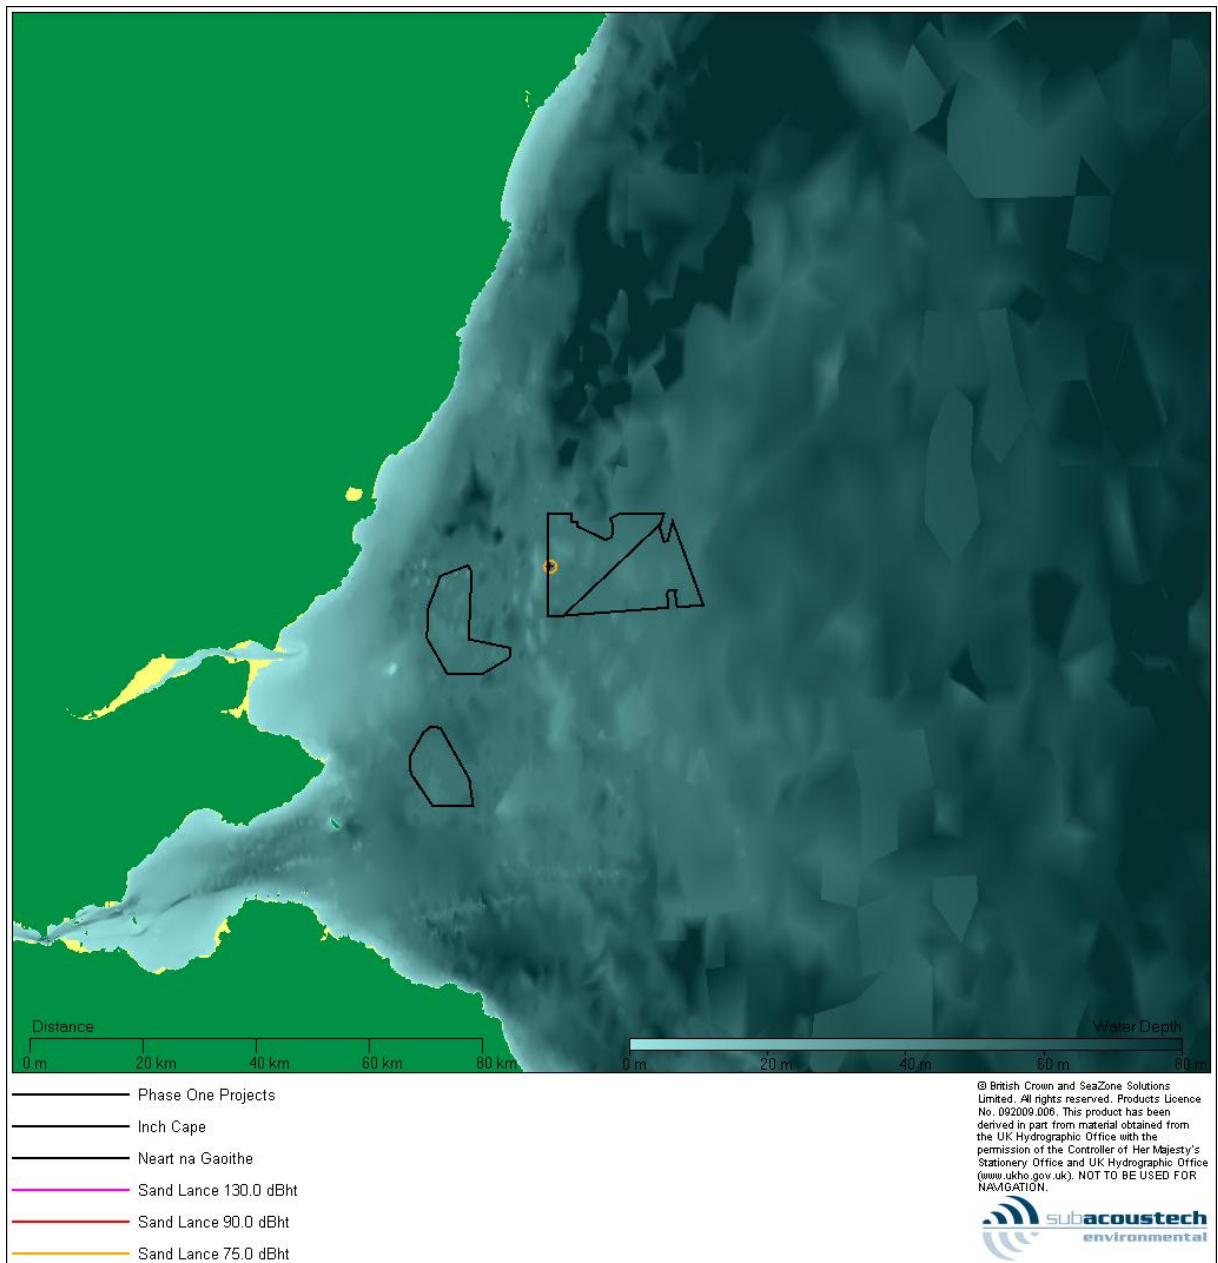 Distance
0 m 20 km 40 km 60 km 80 km
Water Depth
0 m 20 m 40 m 60 m 80 m
Phase One Projects
Inch Cape
Neart na Gaoithe
Sand Lance 130.0 dBht
Sand Lance 90.0 dBht
Sand Lance 75.0 dBht
© British Crown and SeaZone Solutions
Limited. All rights reserved. Products Licence
No. 092009.006. This product has been
derived in part from material obtained from
the UK Hydrographic Office with the
permission of the Controller of Her Majesty's
Stationery Office and UK Hydrographic Office
(www.ukho.gov.uk). NOT TO BE USED FOR
NAVIGATION.
subacoustech
environmental